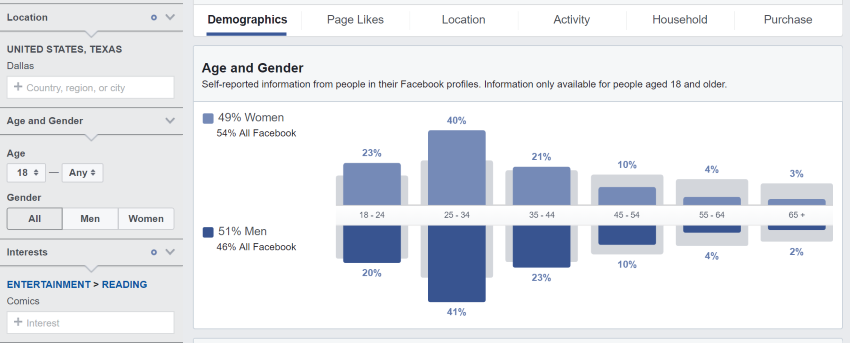 Location
UNITED STATES, TEXAS
Dallas
+ Country, region, or city
Age and Gender
Age
18 — Any
Gender
All Men Women
Interests
ENTERTAINMENT > READING
Comics
+ Interest
Demographics Page Likes Location Activity Household Purchase
Age and Gender
Self-reported information from people in their Facebook profiles. Information only available for people aged 18 and older.
49% Women
54% All Facebook
23% 40% 21% 10% 4% 3%
18 - 24 25 - 34 35 - 44 45 - 54 55 - 64 65 +
51% Men
46% All Facebook
20% 41% 23% 10% 4% 2%